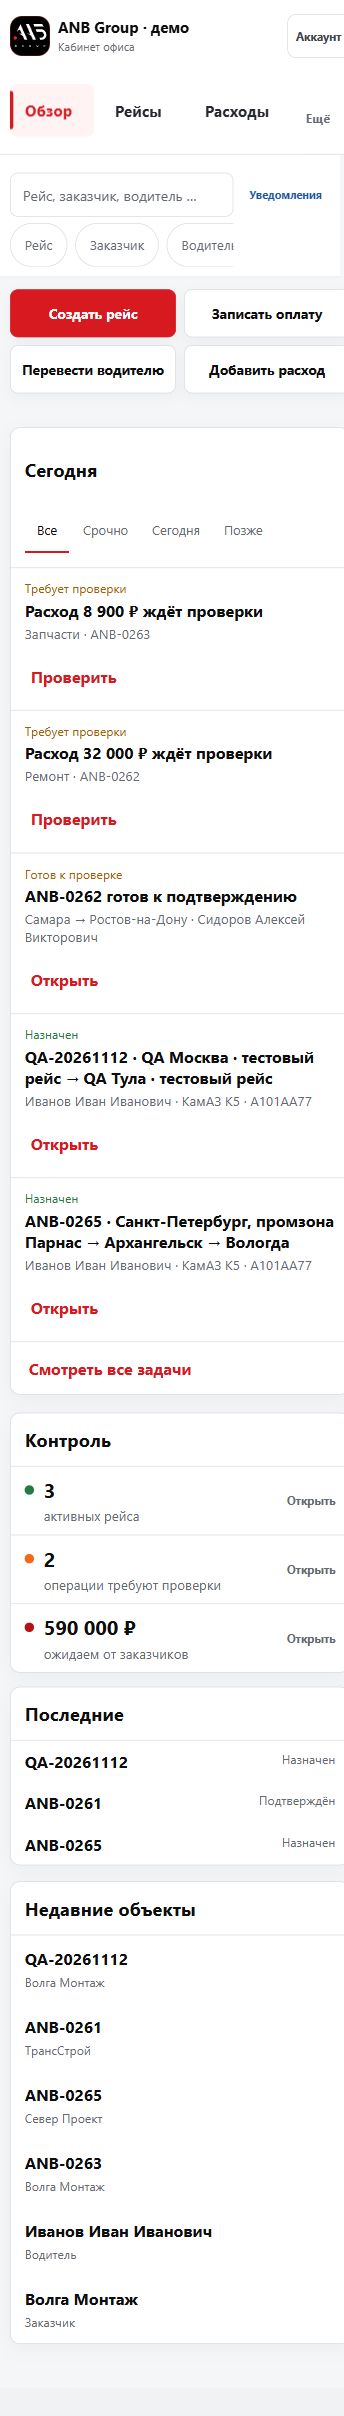 ANB
GROUP
ANB Group · демо
Кабинет офиса
Аккаунт
Обзор
Рейсы
Расходы
Ещё
Рейс, заказчик, водитель ...
Уведомления
Рейс
Заказчик
Водитель
Создать рейс
Записать оплату
Перевести водителю
Добавить расход
Сегодня
Все
Срочно
Сегодня
Позже
Требует проверки
Расход 8 900 ₽ ждёт проверки
Запчасти · ANB-0263
Проверить
Требует проверки
Расход 32 000 ₽ ждёт проверки
Ремонт · ANB-0262
Проверить
Готов к проверке
ANB-0262 готов к подтверждению
Самара → Ростов-на-Дону · Сидоров Алексей
Викторович
Открыть
Назначен
QA-20261112 · QA Москва · тестовый
рейс → QA Тула · тестовый рейс
Иванов Иван Иванович · КамАЗ К5 · А101АА77
Открыть
Назначен
ANB-0265 · Санкт-Петербург, промзона
Парнас → Архангельск → Вологда
Иванов Иван Иванович · КамАЗ К5 · А101АА77
Открыть
Смотреть все задачи
Контроль
3
активных рейса
Открыть
2
операции требуют проверки
Открыть
590 000 ₽
ожидаем от заказчиков
Открыть
Последние
QA-20261112
Назначен
ANB-0261
Подтверждён
ANB-0265
Назначен
Недавние объекты
QA-20261112
Волга Монтаж
ANB-0261
ТрансСтрой
ANB-0265
Север Проект
ANB-0263
Волга Монтаж
Иванов Иван Иванович
Водитель
Волга Монтаж
Заказчик